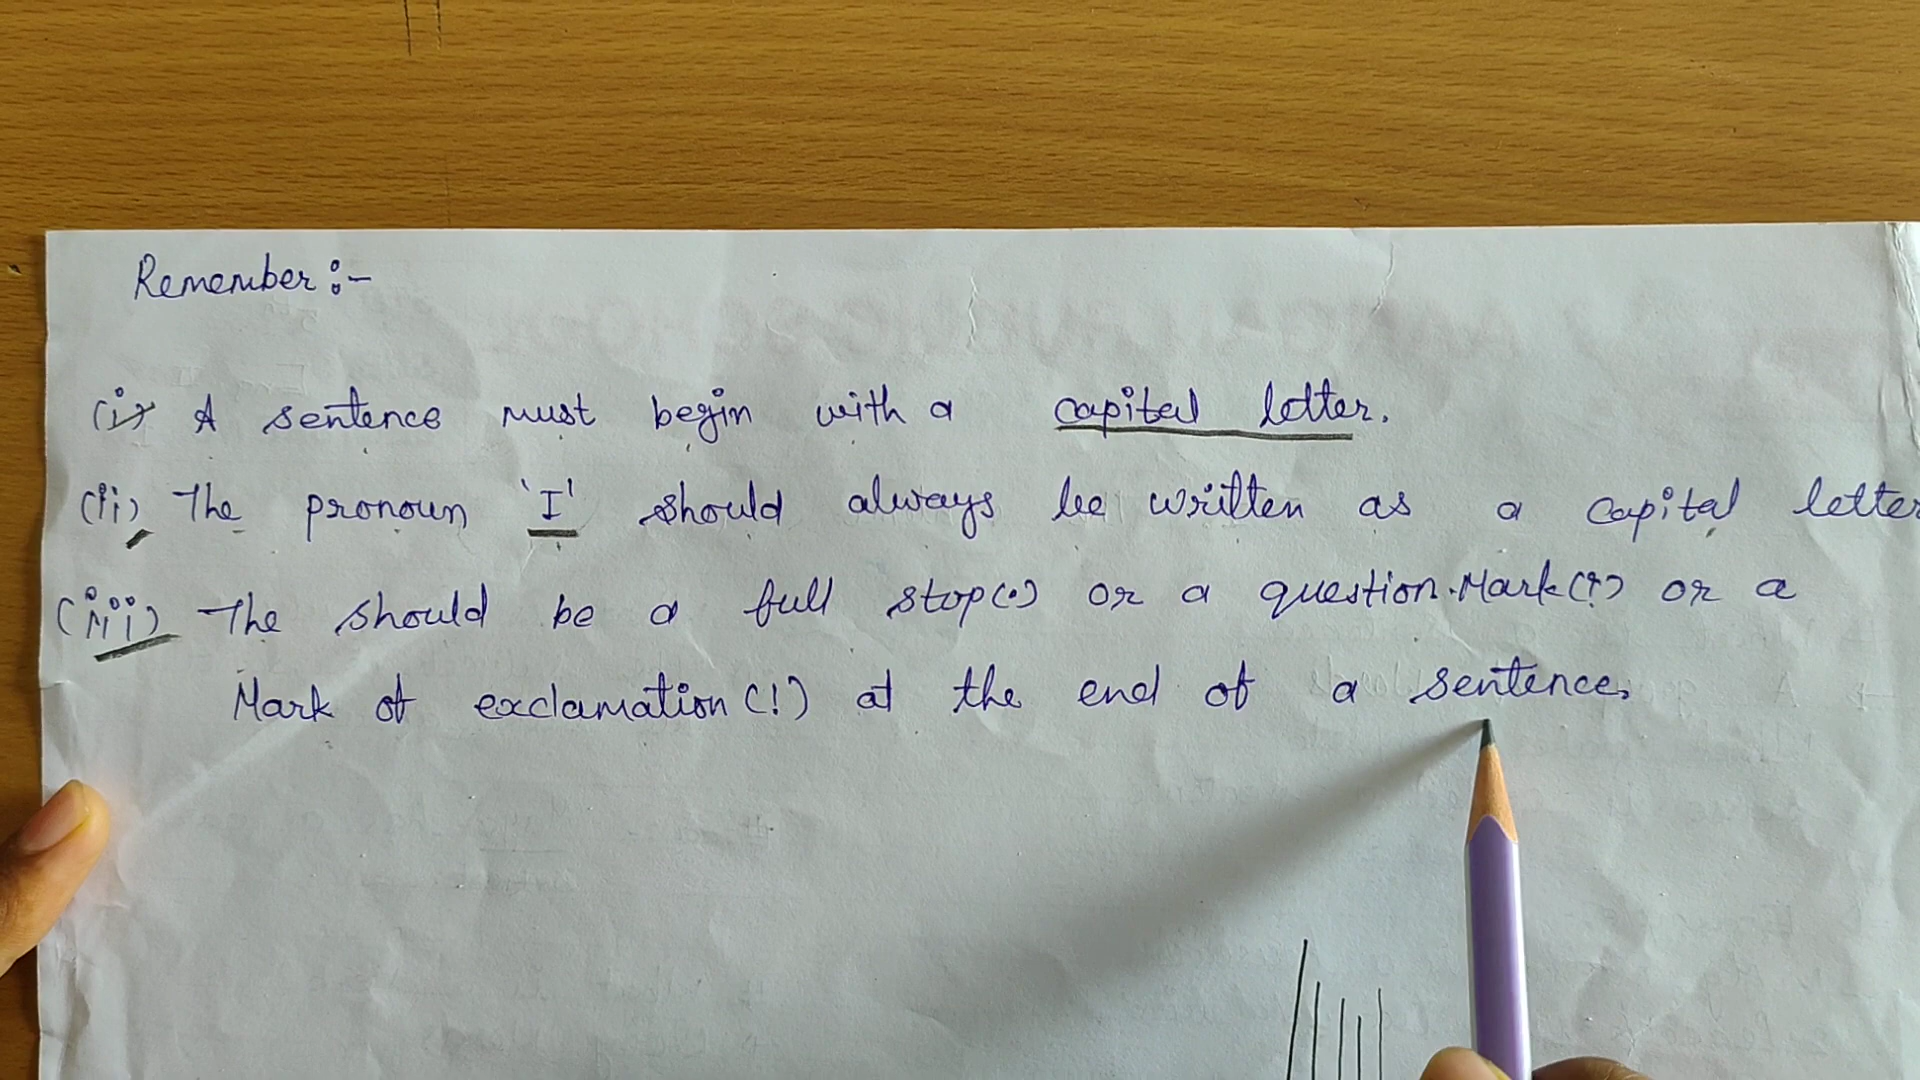 Remember :-
(i) A sentence must begin with a capital letter.
(ii) The pronoun 'I' should always be written as a capital letter
(iii) The should be a full stop(.) or a question Mark(?) or a
Mark of exclamation(!) at the end of a sentence.